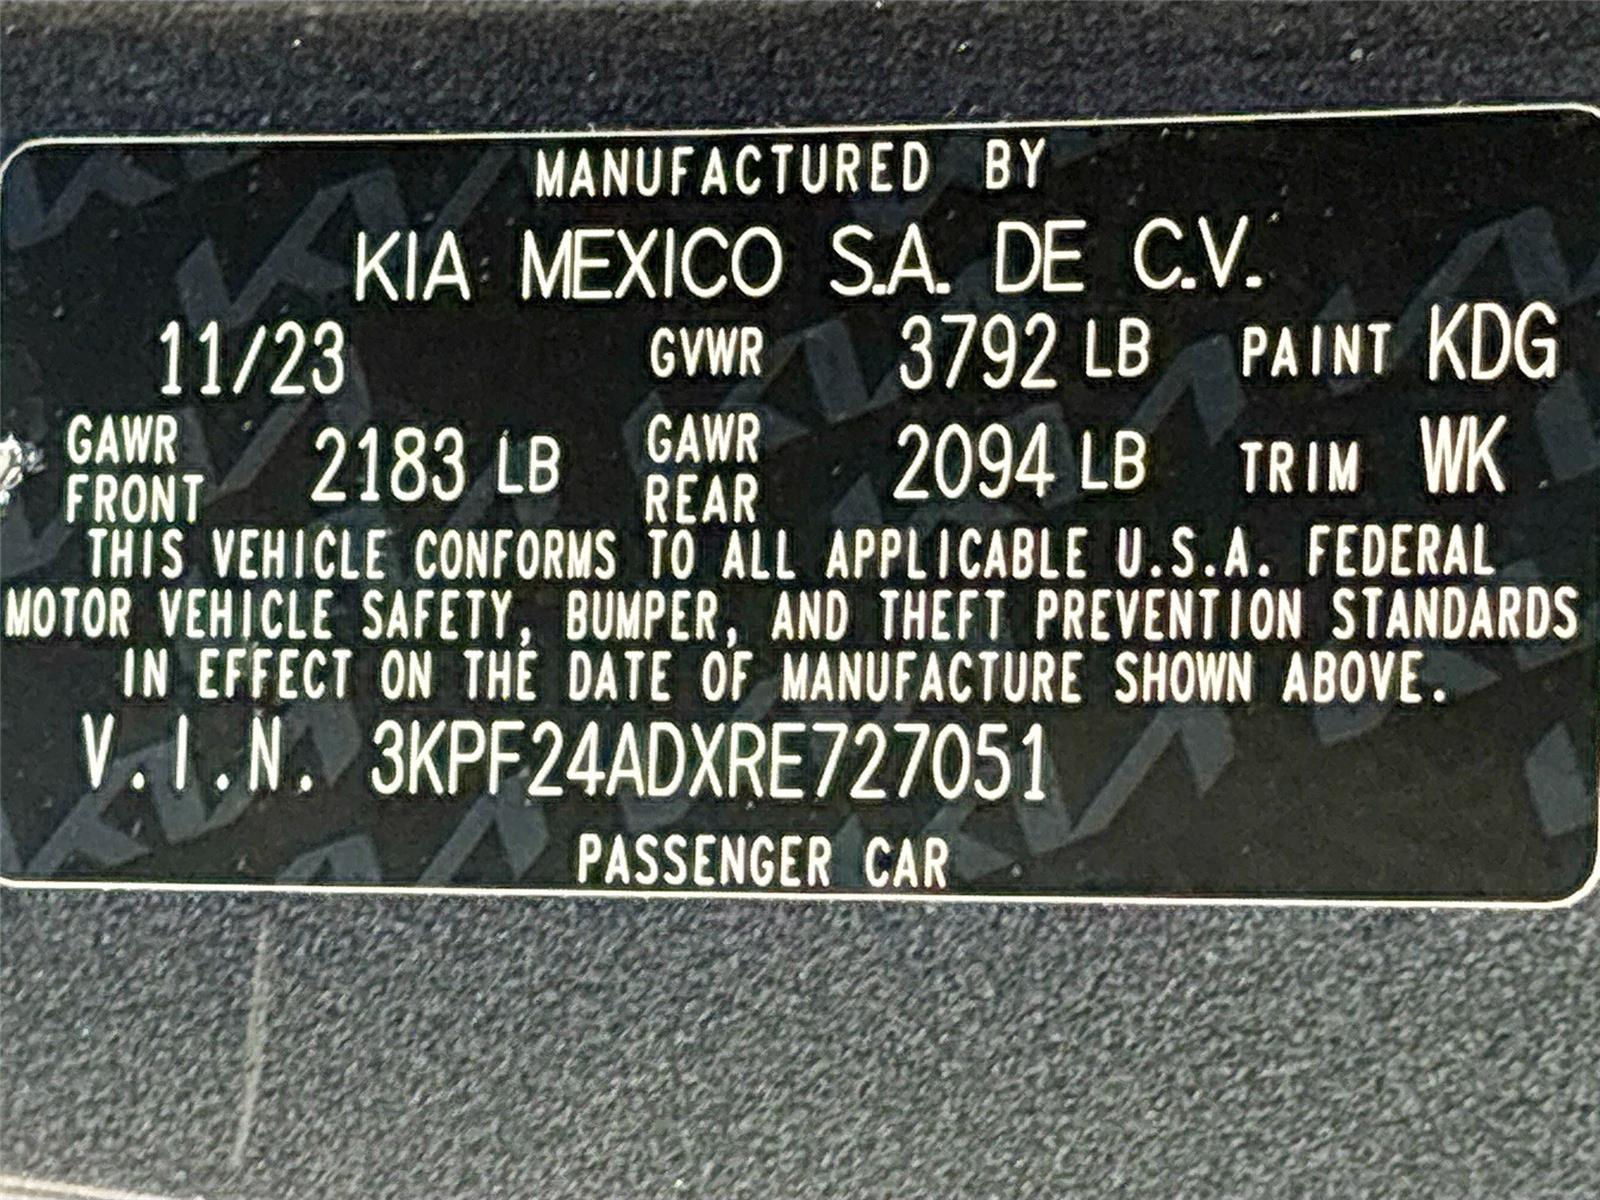 MANUFACTURED BY
KIA MEXICO S.A. DE C.V.
11/23 GVWR 3792 LB PAINT KDG
GAWR FRONT 2183 LB GAWR REAR 2094 LB TRIM WK
THIS VEHICLE CONFORMS TO ALL APPLICABLE U.S.A. FEDERAL
MOTOR VEHICLE SAFETY, BUMPER, AND THEFT PREVENTION STANDARDS
IN EFFECT ON THE DATE OF MANUFACTURE SHOWN ABOVE.
V.I.N. 3KPF24ADXRE727051
PASSENGER CAR